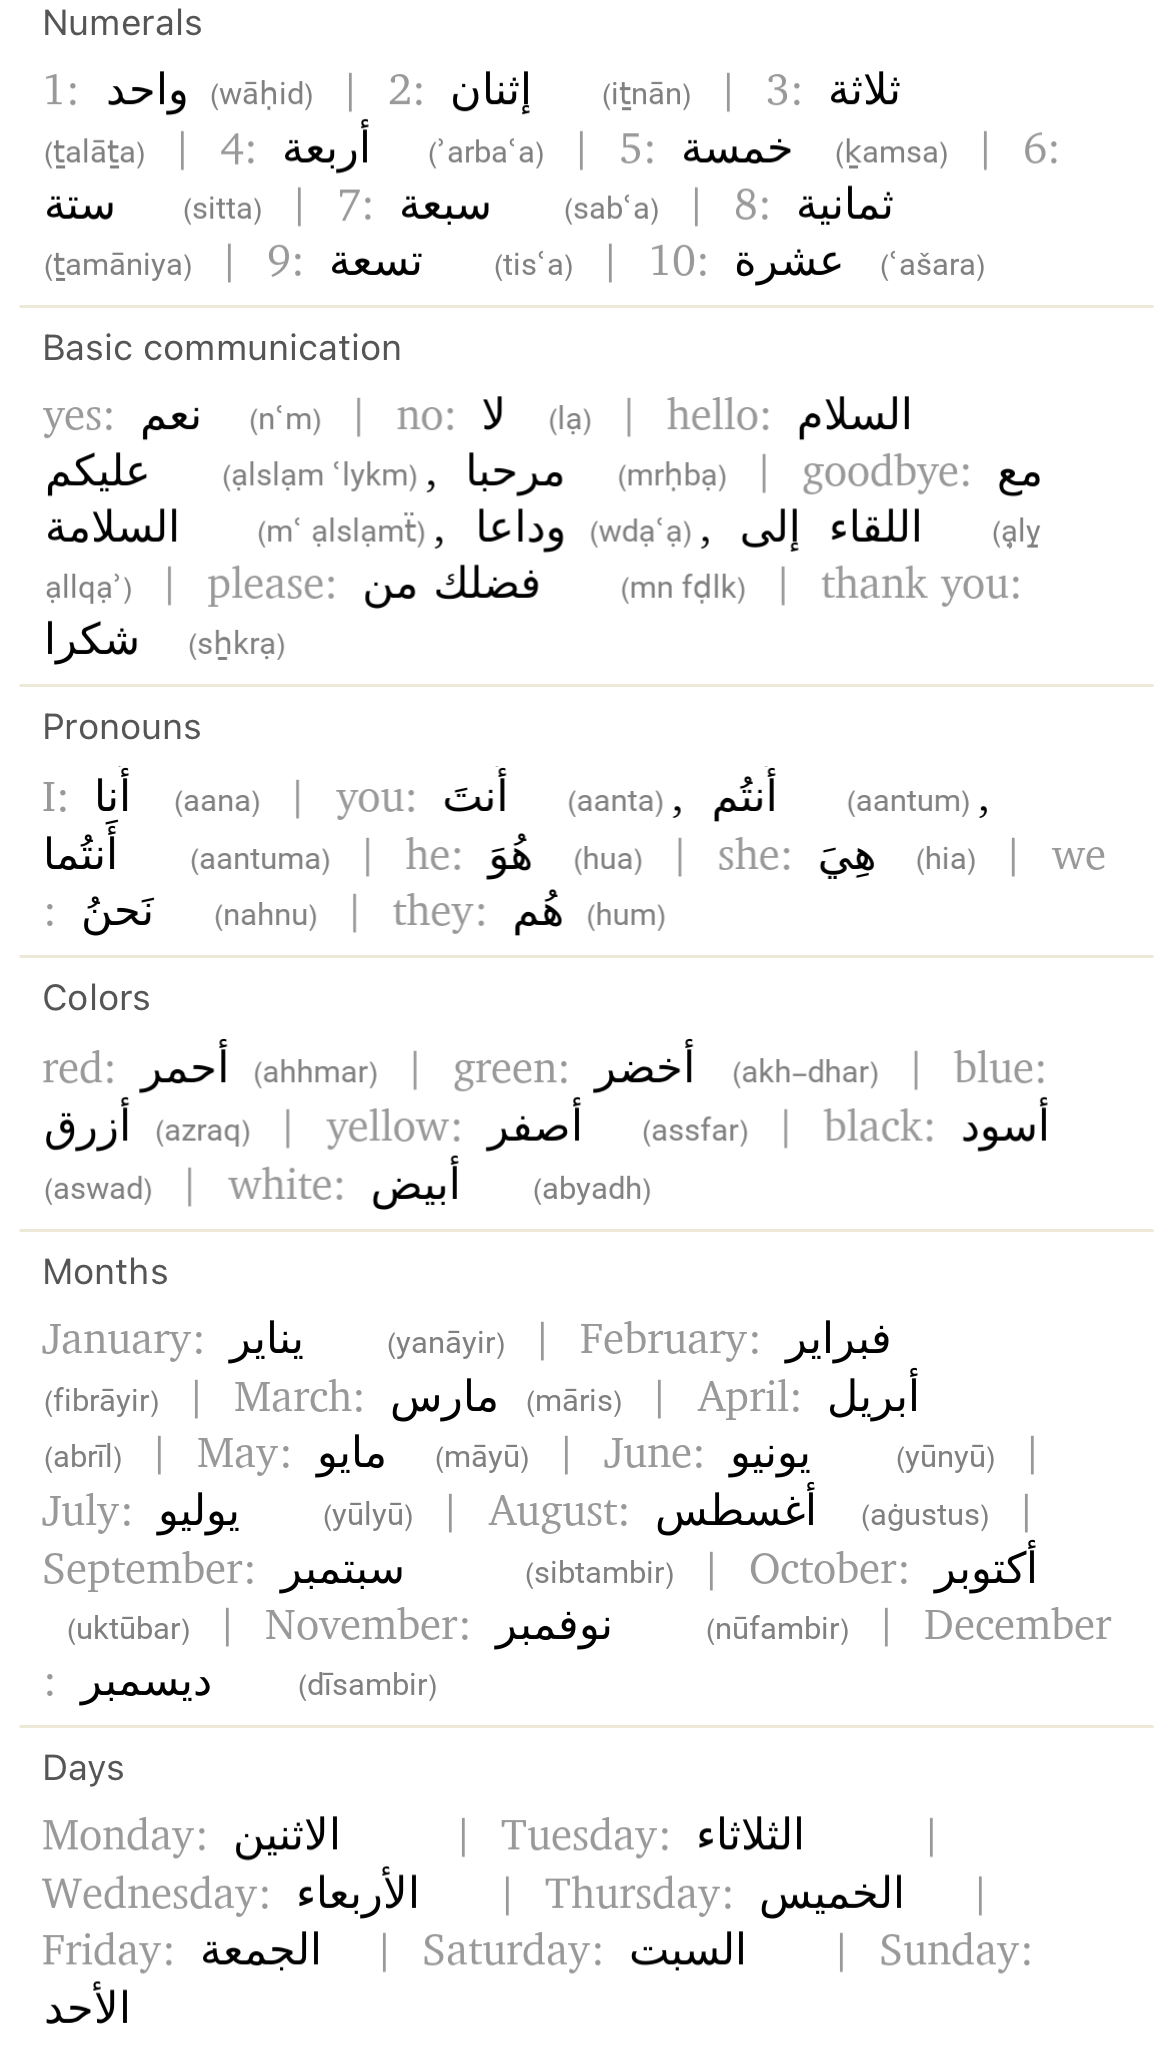 Numerals
1: واحد (wāḥid) | 2: إثنان (iṯnān) | 3: ثلاثة
(ṯalāṯa) | 4: أربعة (ʾarbaʿa) | 5: خمسة (ḵamsa) | 6:
ستة (sitta) | 7: سبعة (sabʿa) | 8: ثمانية
(ṯamāniya) | 9: تسعة (tisʿa) | 10: عشرة (ʿašara)
Basic communication
yes: نعم (nʿm) | no: لا (lạ) | hello: السلام
عليكم (ạlslạm ʿlykm), مرحبا (mrḥbạ) | goodbye: مع
السلامة (mʿ ạlslạmẗ), وداعا (wdạʿạ), إلى اللقاء (ạ̹ly̱
ạllqạʾ) | please: من فضلك (mn fḍlk) | thank you:
شكرا (sẖkrạ)
Pronouns
I: أنا (aana) | you: أنتَ (aanta), أنتُم (aantum),
أَنتُما (aantuma) | he: هُوَ (hua) | she: هِيَ (hia) | we
: نَحنُ (nahnu) | they: هُم (hum)
Colors
red: أحمر (ahhmar) | green: أخضر (akh–dhar) | blue:
أزرق (azraq) | yellow: أصفر (assfar) | black: أسود
(aswad) | white: أبيض (abyadh)
Months
January: يناير (yanāyir) | February: فبراير
(fibrāyir) | March: مارس (māris) | April: أبريل
(abrīl) | May: مايو (māyū) | June: يونيو (yūnyū) |
July: يوليو (yūlyū) | August: أغسطس (aġustus) |
September: سبتمبر (sibtambir) | October: أكتوبر
(uktūbar) | November: نوفمبر (nūfambir) | December
: ديسمبر (dīsambir)
Days
Monday: الاثنين | Tuesday: الثلاثاء |
Wednesday: الأربعاء | Thursday: الخميس |
Friday: الجمعة | Saturday: السبت | Sunday:
الأحد